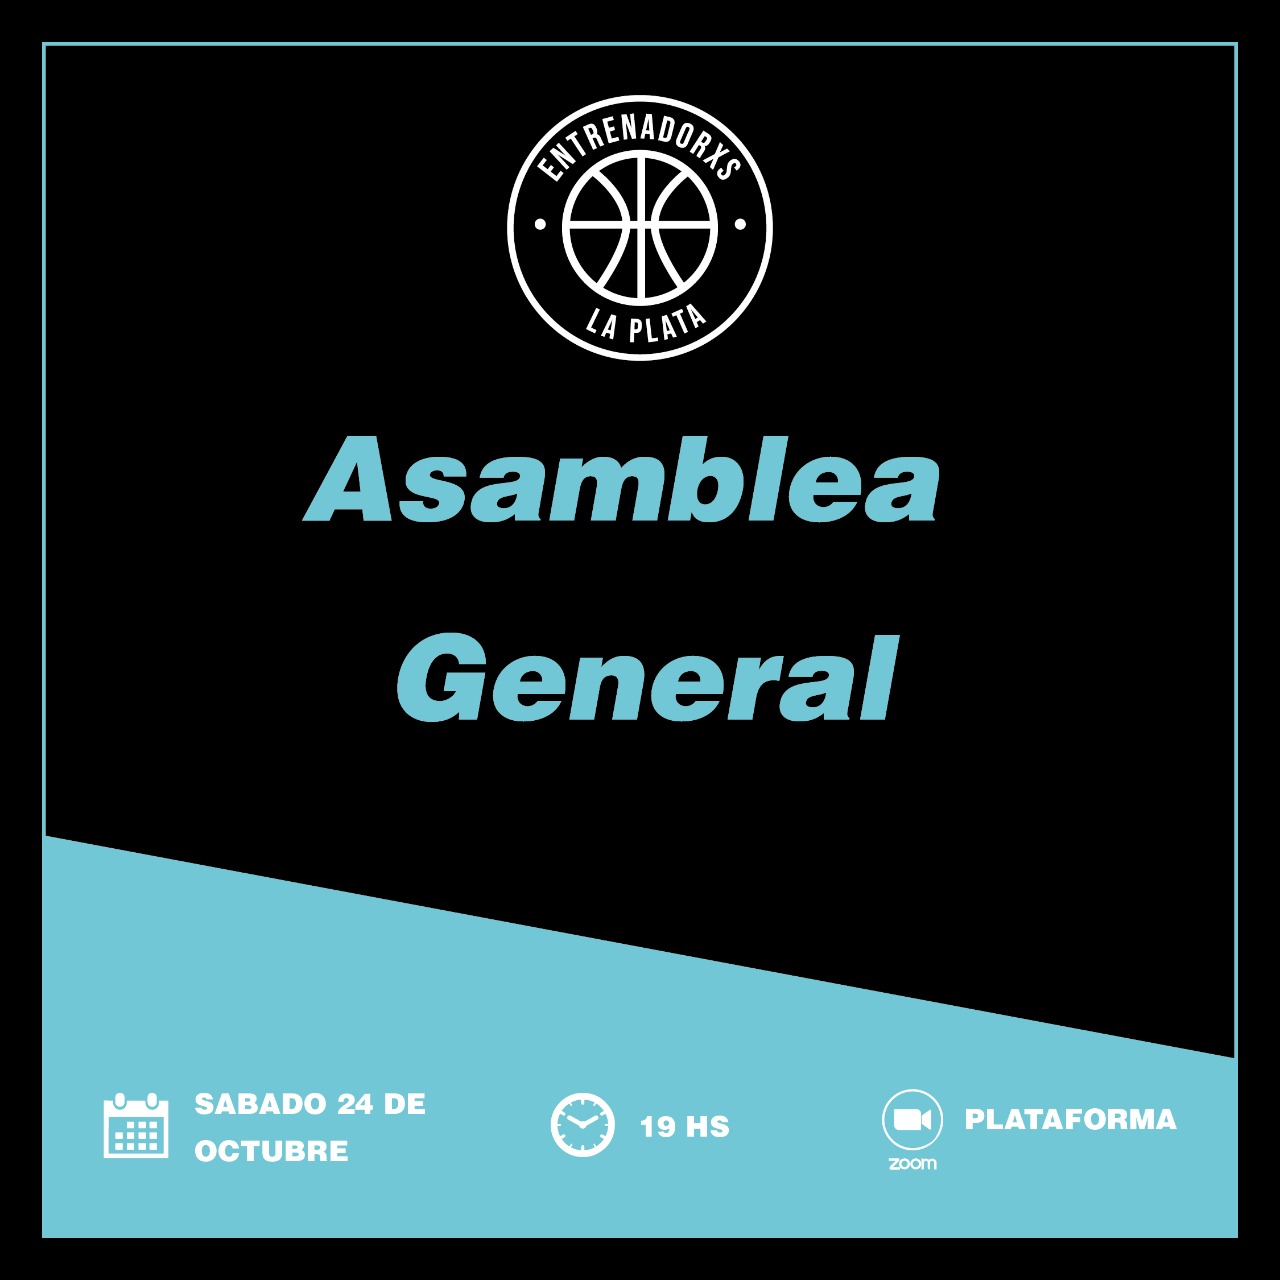 ENTRENADORXS
LA PLATA
Asamblea
General
SABADO 24 DE
OCTUBRE
19 HS
PLATAFORMA
zoom